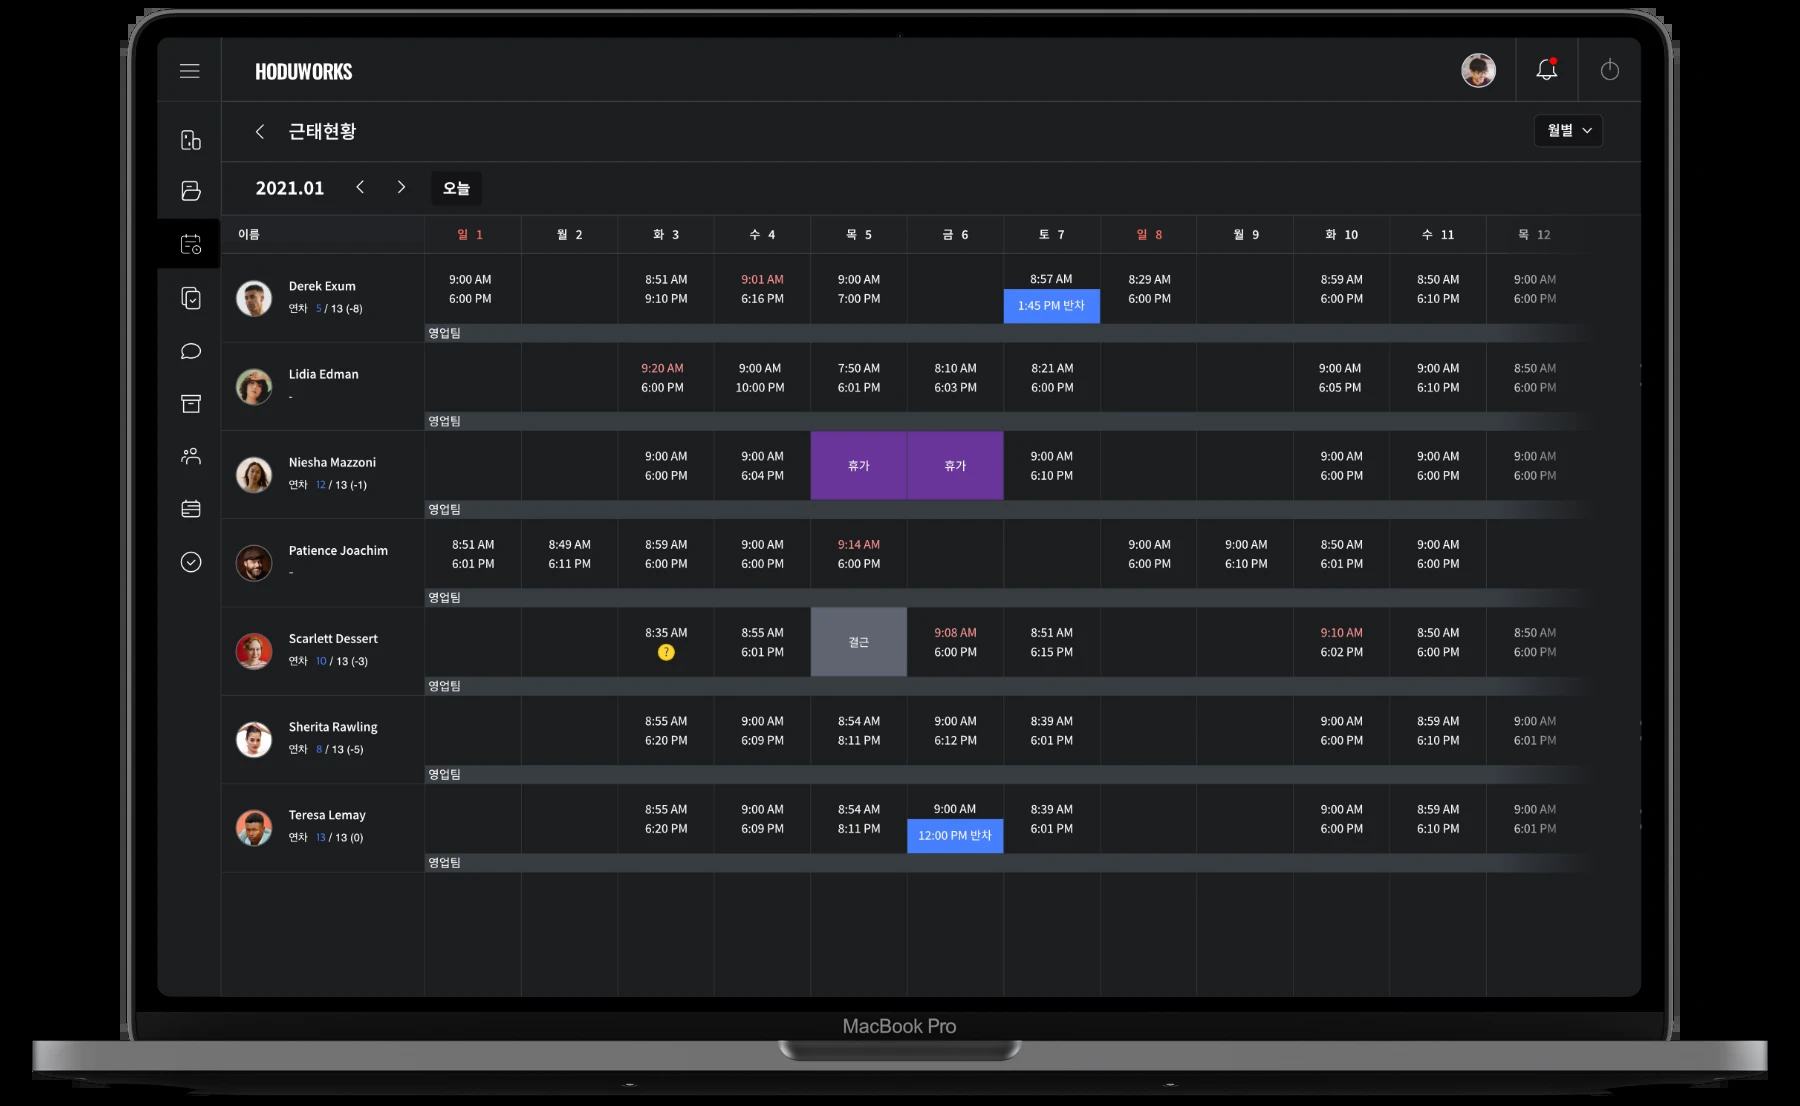 HODUWORKS
근태현황
월별
2021.01
오늘
이름 일 1 월 2 화 3 수 4 목 5 금 6 토 7 일 8 월 9 화 10 수 11 목 12
Derek Exum
연차 5 / 13 (-8)
9:00 AM 8:51 AM 9:01 AM 9:00 AM 8:57 AM 8:29 AM 8:59 AM 8:50 AM 9:00 AM
6:00 PM 9:10 PM 6:16 PM 7:00 PM 1:45 PM 반차 6:00 PM 6:00 PM 6:10 PM 6:00 PM
영업팀
Lidia Edman
-
9:20 AM 9:00 AM 7:50 AM 8:10 AM 8:21 AM 9:00 AM 9:00 AM 8:50 AM
6:00 PM 10:00 PM 6:01 PM 6:03 PM 6:00 PM 6:05 PM 6:10 PM 6:00 PM
영업팀
Niesha Mazzoni
연차 12 / 13 (-1)
9:00 AM 9:00 AM 휴가 휴가 9:00 AM 9:00 AM 9:00 AM 9:00 AM
6:00 PM 6:04 PM 6:10 PM 6:00 PM 6:00 PM 6:00 PM
영업팀
Patience Joachim
-
8:51 AM 8:49 AM 8:59 AM 9:00 AM 9:14 AM 9:00 AM 9:00 AM 8:50 AM 9:00 AM
6:01 PM 6:11 PM 6:00 PM 6:00 PM 6:00 PM 6:00 PM 6:10 PM 6:01 PM 6:00 PM
영업팀
Scarlett Dessert
연차 10 / 13 (-3)
8:35 AM 8:55 AM 결근 9:08 AM 8:51 AM 9:10 AM 8:50 AM 8:50 AM
? 6:01 PM 6:00 PM 6:15 PM 6:02 PM 6:00 PM 6:00 PM
영업팀
Sherita Rawling
연차 8 / 13 (-5)
8:55 AM 9:00 AM 8:54 AM 9:00 AM 8:39 AM 9:00 AM 8:59 AM 9:00 AM
6:20 PM 6:09 PM 8:11 PM 6:12 PM 6:01 PM 6:00 PM 6:10 PM 6:01 PM
영업팀
Teresa Lemay
연차 13 / 13 (0)
8:55 AM 9:00 AM 8:54 AM 9:00 AM 8:39 AM 9:00 AM 8:59 AM 9:00 AM
6:20 PM 6:09 PM 8:11 PM 12:00 PM 반차 6:01 PM 6:00 PM 6:10 PM 6:01 PM
영업팀
MacBook Pro